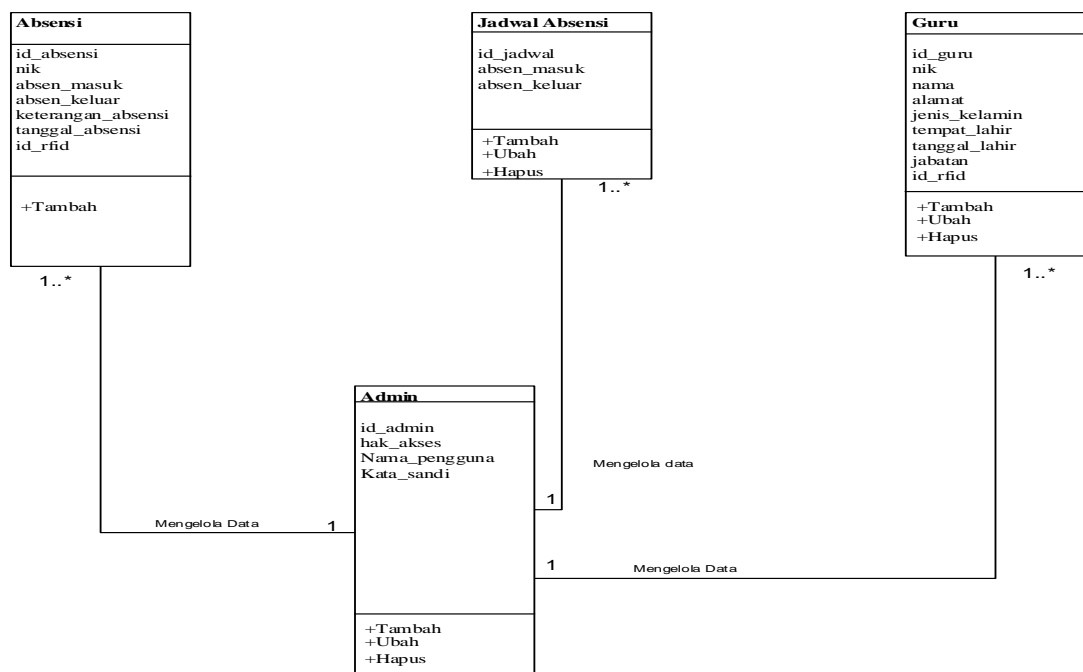 Absensi
id_absensi
nik
absen_masuk
absen_keluar
keterangan_absensi
tanggal_absensi
id_rfid
+Tambah
1..*
Jadwal Absensi
id_jadwal
absen_masuk
absen_keluar
+Tambah
+Ubah
+Hapus
1..*
Guru
id_guru
nik
nama
alamat
jenis_kelamin
tempat_lahir
tanggal_lahir
jabatan
id_rfid
+Tambah
+Ubah
+Hapus
1..*
Admin
id_admin
hak_akses
Nama_pengguna
Kata_sandi
+Tambah
+Ubah
+Hapus
Mengelola Data
1
Mengelola data
1
Mengelola Data
1